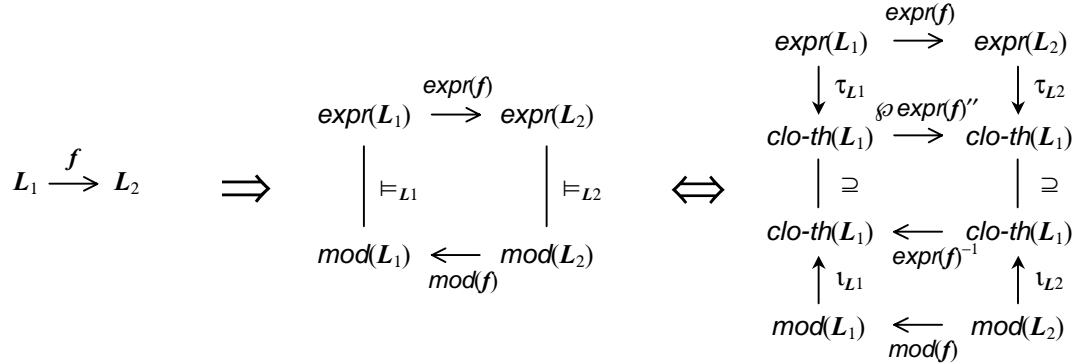 expr(f)
expr(L1) → expr(L2)
τL1 τL2
expr(f) ℘ expr(f)″
expr(L1) → expr(L2) clo-th(L1) → clo-th(L1)
f
L1 → L2 ⇒ ⊨L1 ⊨L2 ⇔ ⊇ ⊇
mod(L1) ← mod(L2) clo-th(L1) ← clo-th(L1)
mod(f) expr(f)−1
ιL1 ιL2
mod(L1) ← mod(L2)
mod(f)